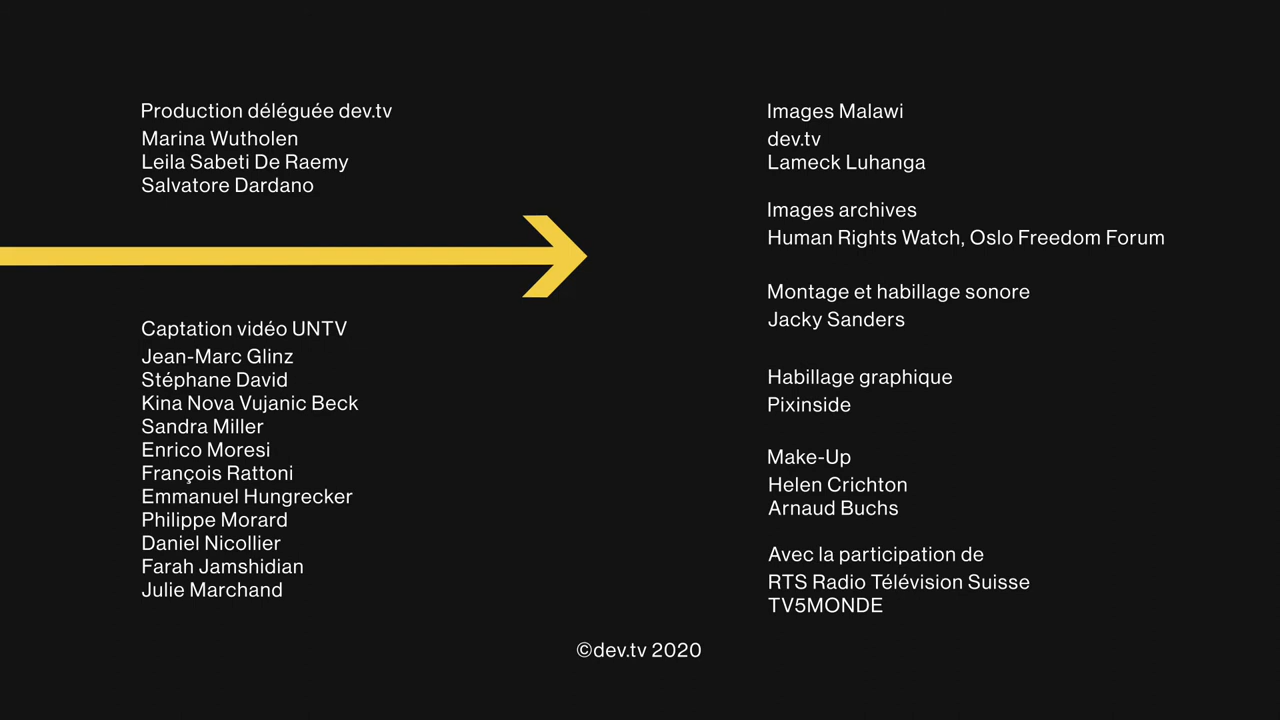 Production déléguée dev.tv
Marina Wutholen
Leila Sabeti De Raemy
Salvatore Dardano
Captation vidéo UNTV
Jean-Marc Glinz
Stéphane David
Kina Nova Vujanic Beck
Sandra Miller
Enrico Moresi
François Rattoni
Emmanuel Hungrecker
Philippe Morard
Daniel Nicollier
Farah Jamshidian
Julie Marchand
Images Malawi
dev.tv
Lameck Luhanga
Images archives
Human Rights Watch, Oslo Freedom Forum
Montage et habillage sonore
Jacky Sanders
Habillage graphique
Pixinside
Make-Up
Helen Crichton
Arnaud Buchs
Avec la participation de
RTS Radio Télévision Suisse
TV5MONDE
©dev.tv 2020